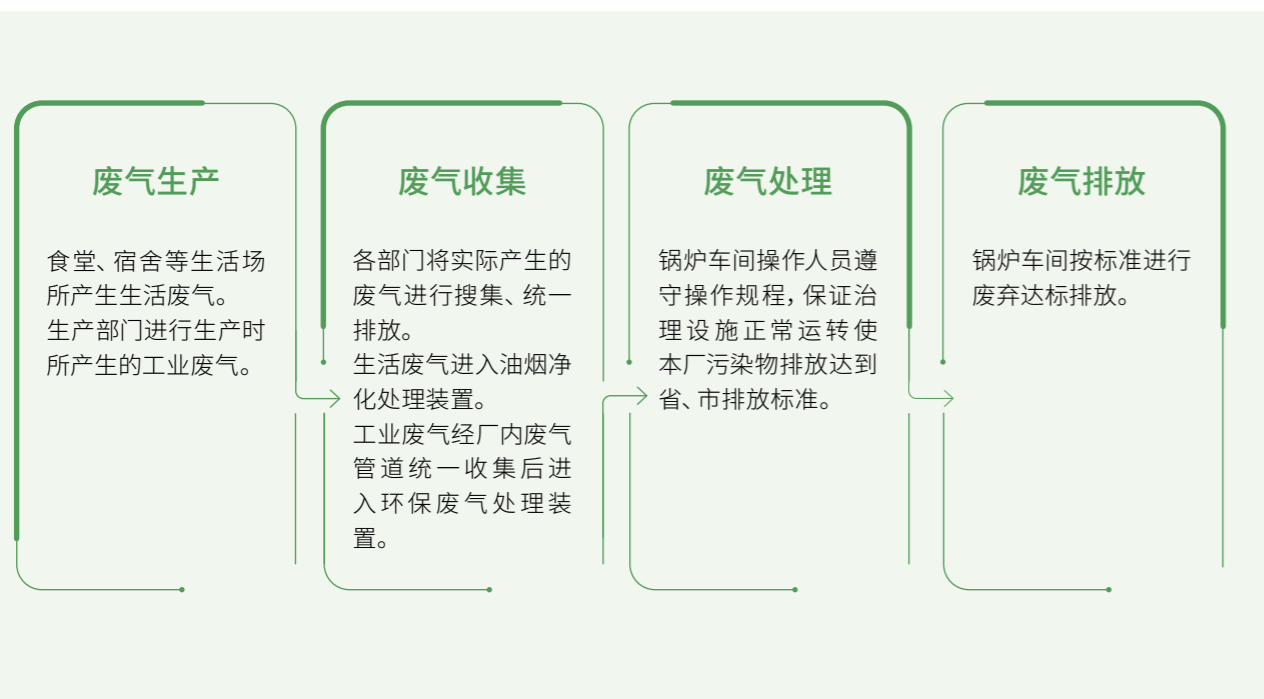 废气生产
食堂、宿舍等生活场
所产生生活废气。
生产部门进行生产时
所产生的工业废气。
废气收集
各部门将实际产生的
废气进行搜集、统一
排放。
生活废气进入油烟净
化处理装置。
工业废气经厂内废气
管道统一收集后进
入环保废气处理装
置。
废气处理
锅炉车间操作人员遵
守操作规程，保证治
理设施正常运转使
本厂污染物排放达到
省、市排放标准。
废气排放
锅炉车间按标准进行
废弃达标排放。